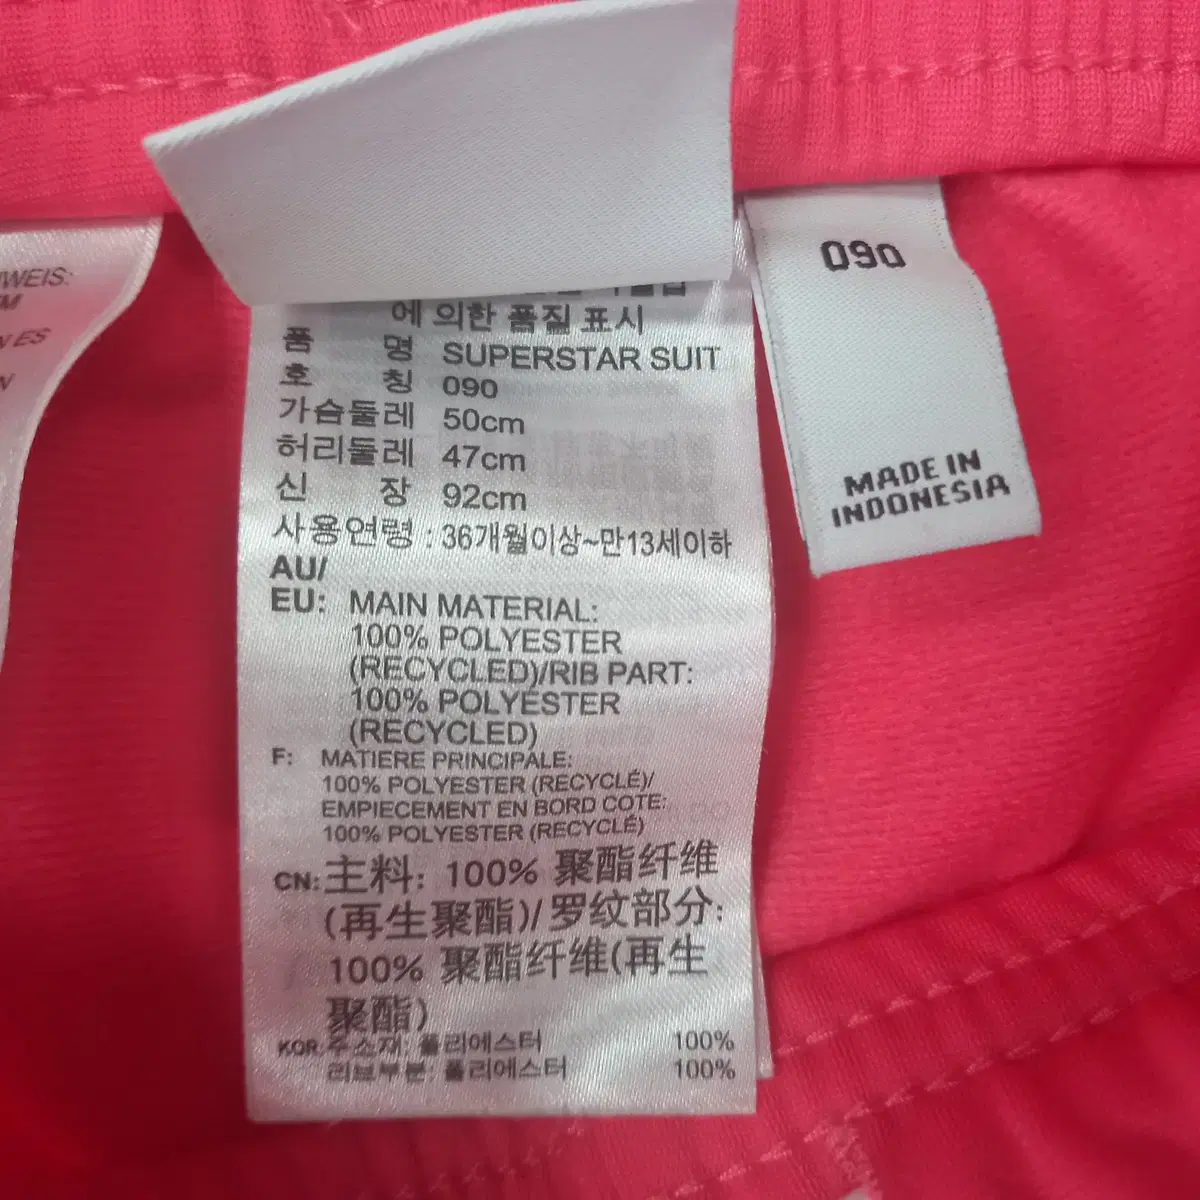 WEIS:
ES
에 의한 품질 표시
품 명 SUPERSTAR SUIT
호 칭 090
가슴둘레 50cm
허리둘레 47cm
신 장 92cm
사용연령 : 36개월이상~만13세이하
AU/
EU: MAIN MATERIAL:
100% POLYESTER
(RECYCLED)/RIB PART:
100% POLYESTER
(RECYCLED)
F: MATIERE PRINCIPALE:
100% POLYESTER (RECYCLÉ)/
EMPIECEMENT EN BORD COTE:
100% POLYESTER (RECYCLÉ)
CN: 主料: 100% 聚酯纤维
(再生聚酯)/ 罗纹部分:
100% 聚酯纤维(再生
聚酯)
KOR: 주소재: 폴리에스터 100%
리브부분: 폴리에스터 100%
090
MADE IN
INDONESIA